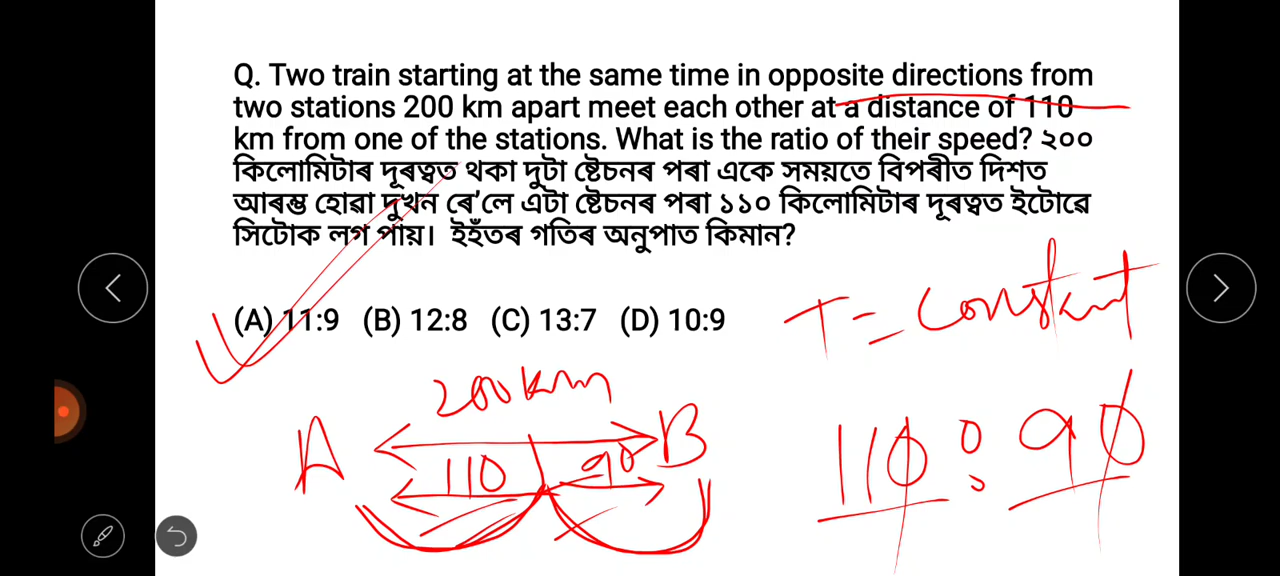 Q. Two train starting at the same time in opposite directions from
two stations 200 km apart meet each other at a distance of 110
km from one of the stations. What is the ratio of their speed? ২০০
কিলোমিটাৰ দূৰত্বত থকা দুটা ষ্টেচনৰ পৰা একে সময়তে বিপৰীত দিশত
আৰম্ভ হোৱা দুখন ৰে'লে এটা ষ্টেচনৰ পৰা ১১০ কিলোমিটাৰ দূৰত্বত ইটোৱে
সিটোক লগ পায়। ইহঁতৰ গতিৰ অনুপাত কিমান?
(A) 11:9 (B) 12:8 (C) 13:7 (D) 10:9
T = constant
200 km
A B
110 90
110 : 90